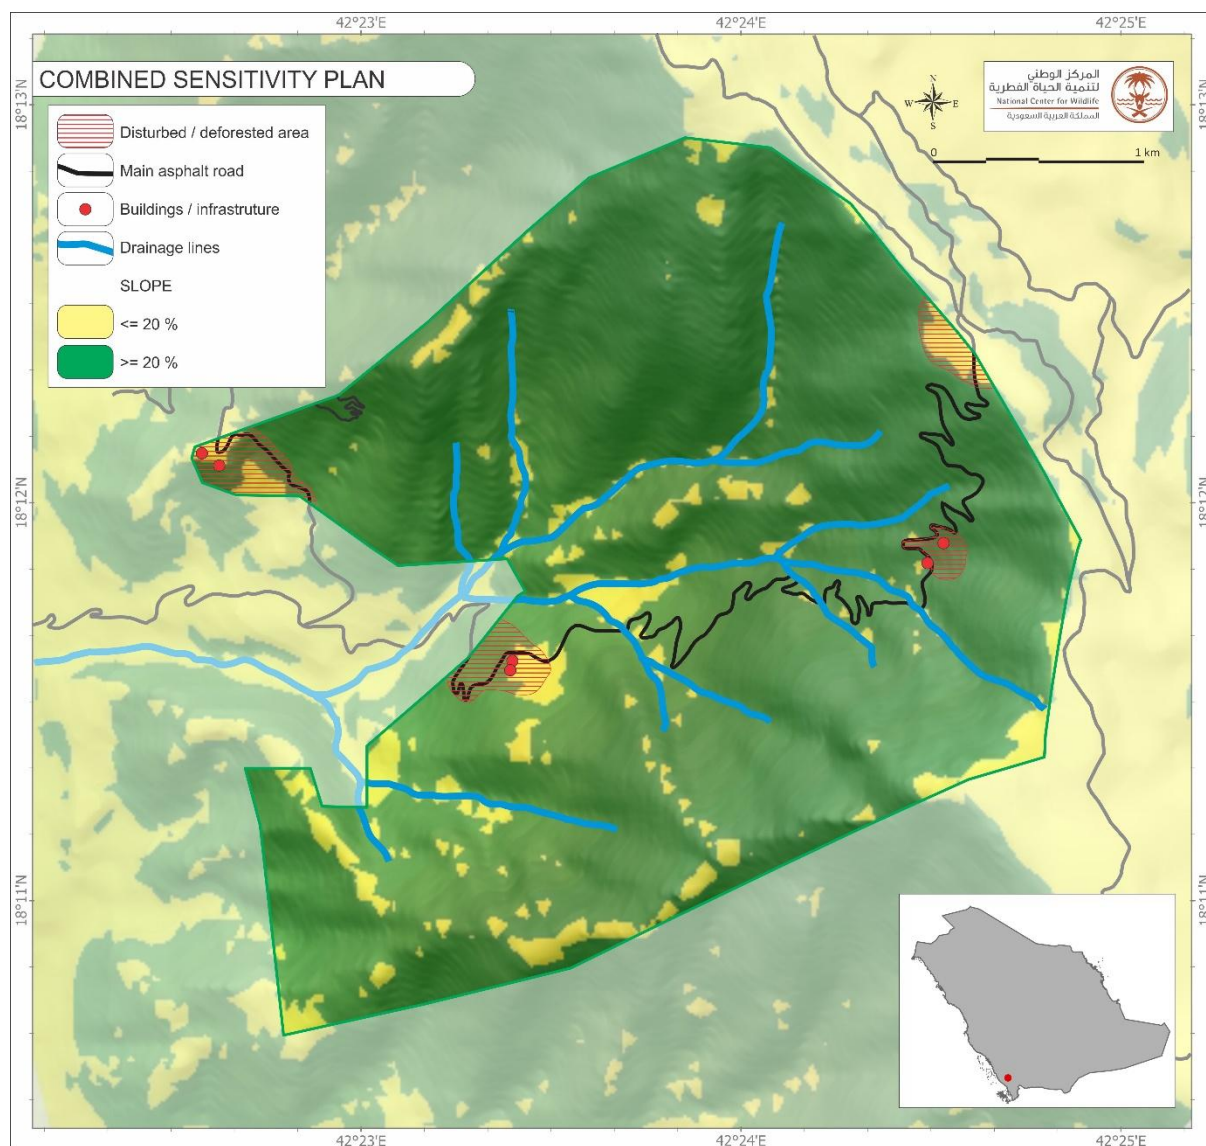 42°23'E
42°24'E
42°25'E
COMBINED SENSITIVITY PLAN
Disturbed / deforested area
Main asphalt road
Buildings / infrastruture
Drainage lines
SLOPE
<= 20 %
>= 20 %
N
W E
S
المركز الوطني
لتنمية الحياة الفطرية
National Center for Wildlife
المملكة العربية السعودية
0 1 km
18°13'N
18°13'N
18°12'N
18°12'N
18°11'N
18°11'N
42°23'E
42°24'E
42°25'E